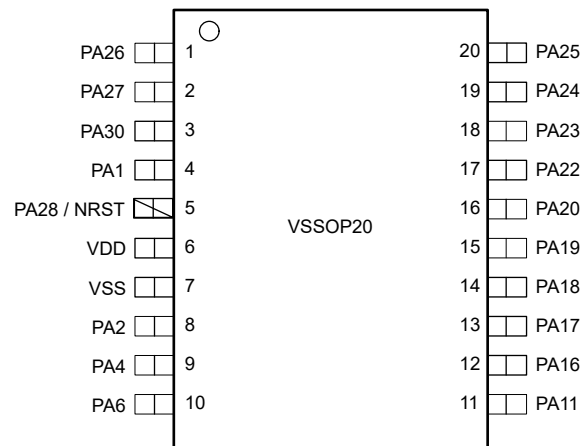 PA26 1 20 PA25
PA27 2 19 PA24
PA30 3 18 PA23
PA1 4 17 PA22
PA28 / NRST 5 16 PA20
VSSOP20
VDD 6 15 PA19
VSS 7 14 PA18
PA2 8 13 PA17
PA4 9 12 PA16
PA6 10 11 PA11